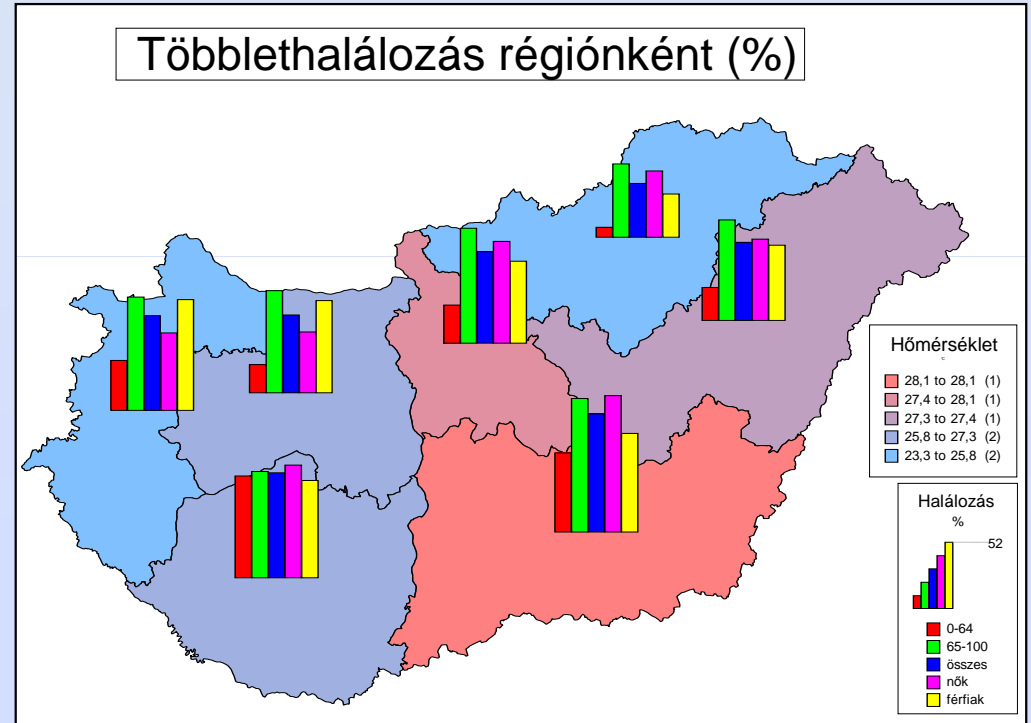 Többlethalálozás régiónként (%)
Hőmérséklet
c
28,1 to 28,1 (1)
27,4 to 28,1 (1)
27,3 to 27,4 (1)
25,8 to 27,3 (2)
23,3 to 25,8 (2)
Halálozás
%
52
0-64
65-100
összes
nők
férfiak